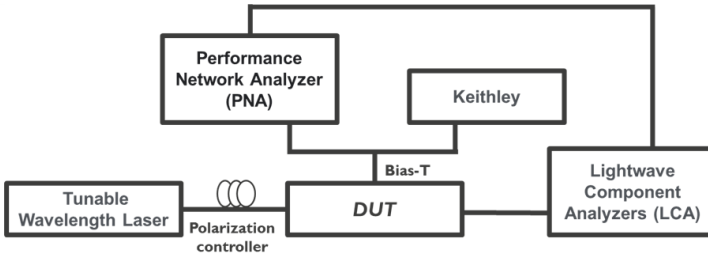 Performance
Network Analyzer
(PNA)
Keithley
Bias-T
Lightwave
Component
Analyzers (LCA)
Tunable
Wavelength Laser
Polarization
controller
DUT